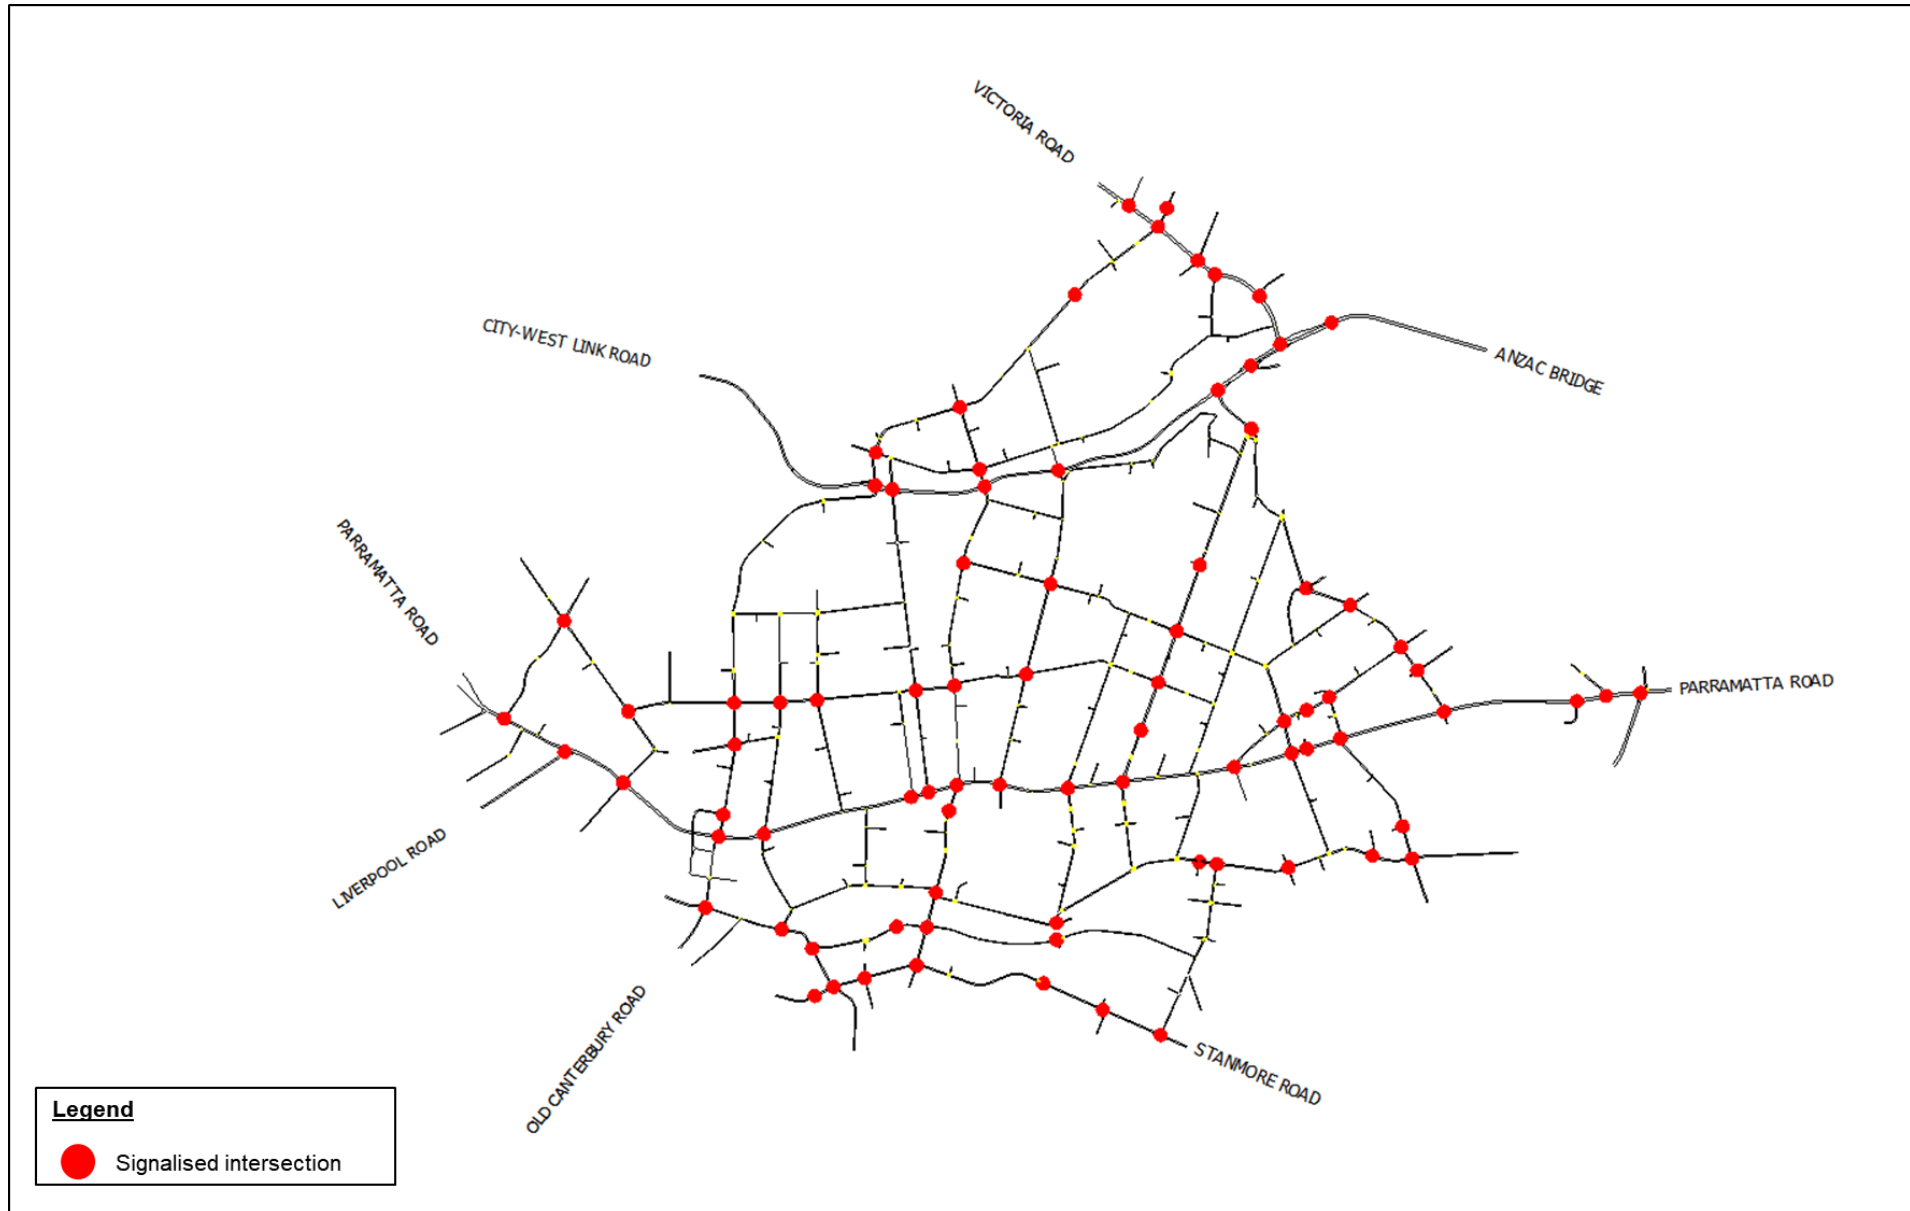 VICTORIA ROAD
CITY-WEST LINK ROAD
ANZAC BRIDGE
PARRAMATTA ROAD
PARRAMATTA ROAD
LIVERPOOL ROAD
OLD CANTERBURY ROAD
STANMORE ROAD
Legend
Signalised intersection